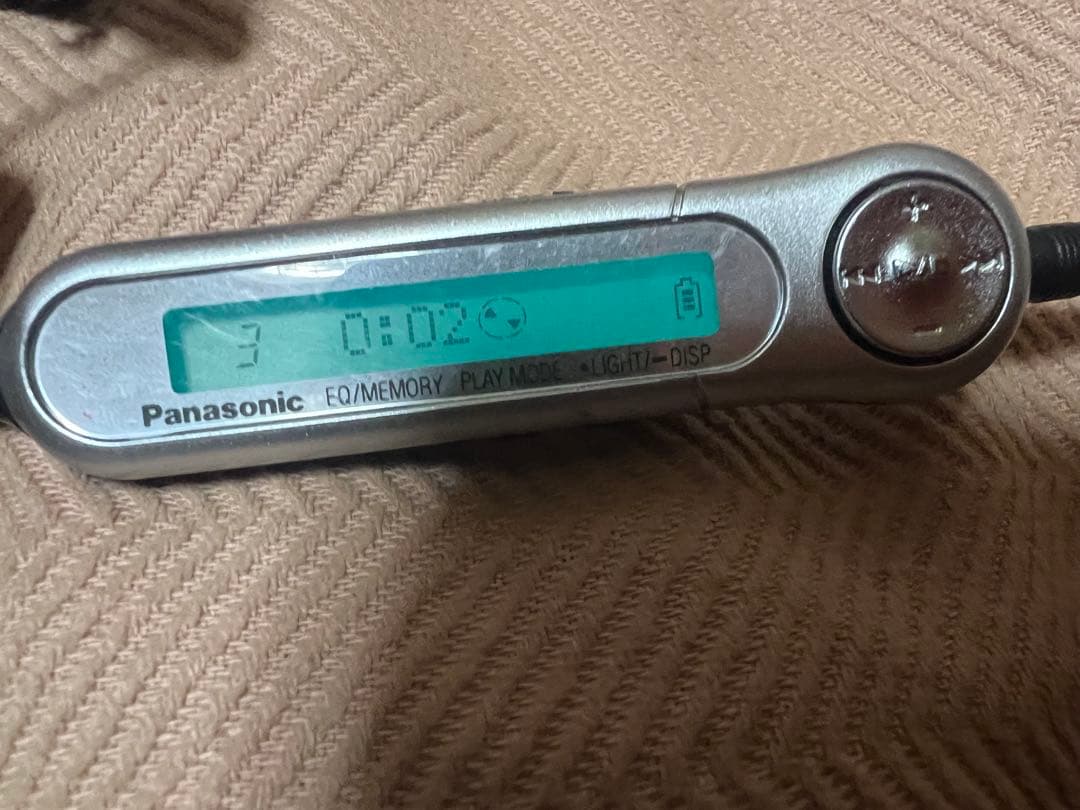 3 0:02
Panasonic EQ/MEMORY PLAY MODE •LIGHT/–DISP
+
–